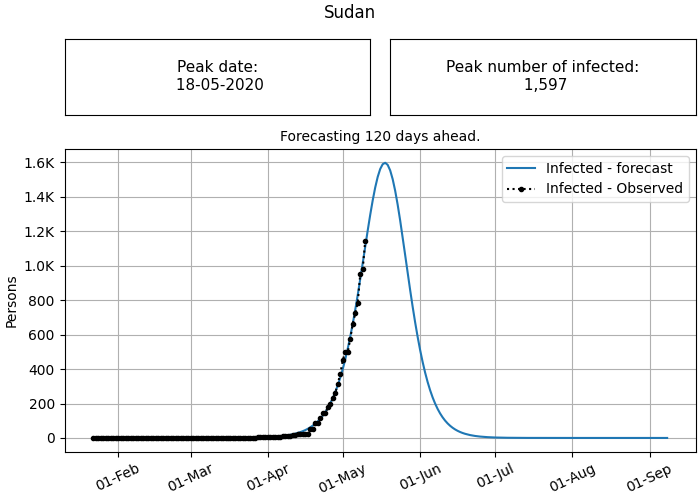 Sudan
Peak date:
18-05-2020
Peak number of infected:
1,597
Forecasting 120 days ahead.
Infected - forecast
Infected - Observed
Persons
1.6K
1.4K
1.2K
1.0K
800
600
400
200
0
01-Feb
01-Mar
01-Apr
01-May
01-Jun
01-Jul
01-Aug
01-Sep